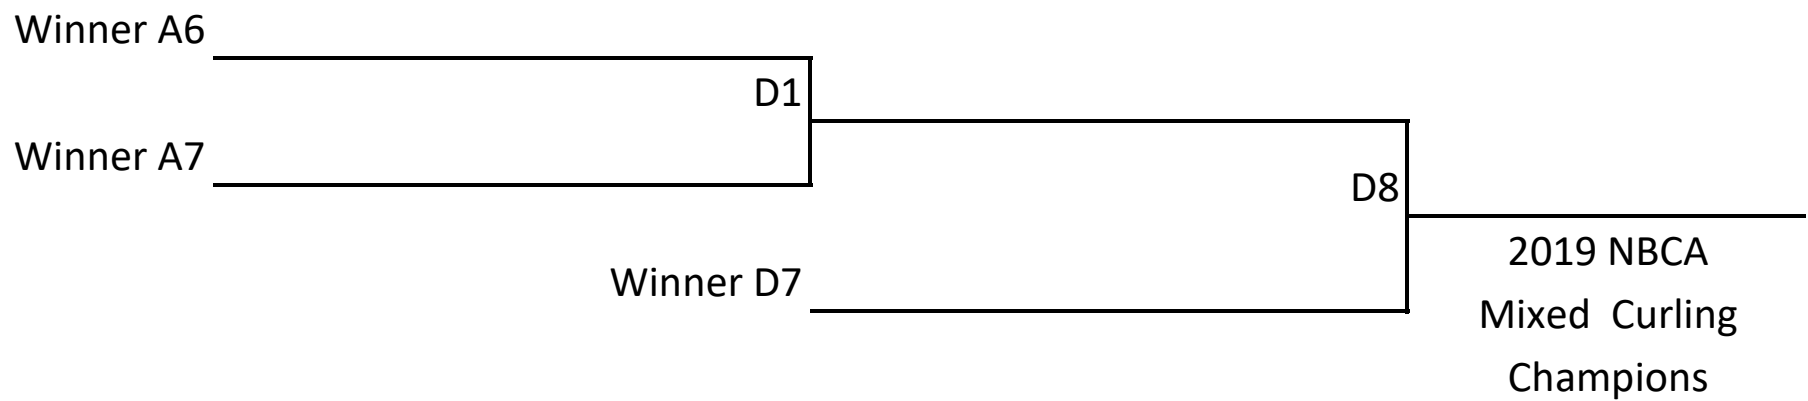 Winner A6
D1
Winner A7
D8
Winner D7
2019 NBCA
Mixed  Curling
Champions